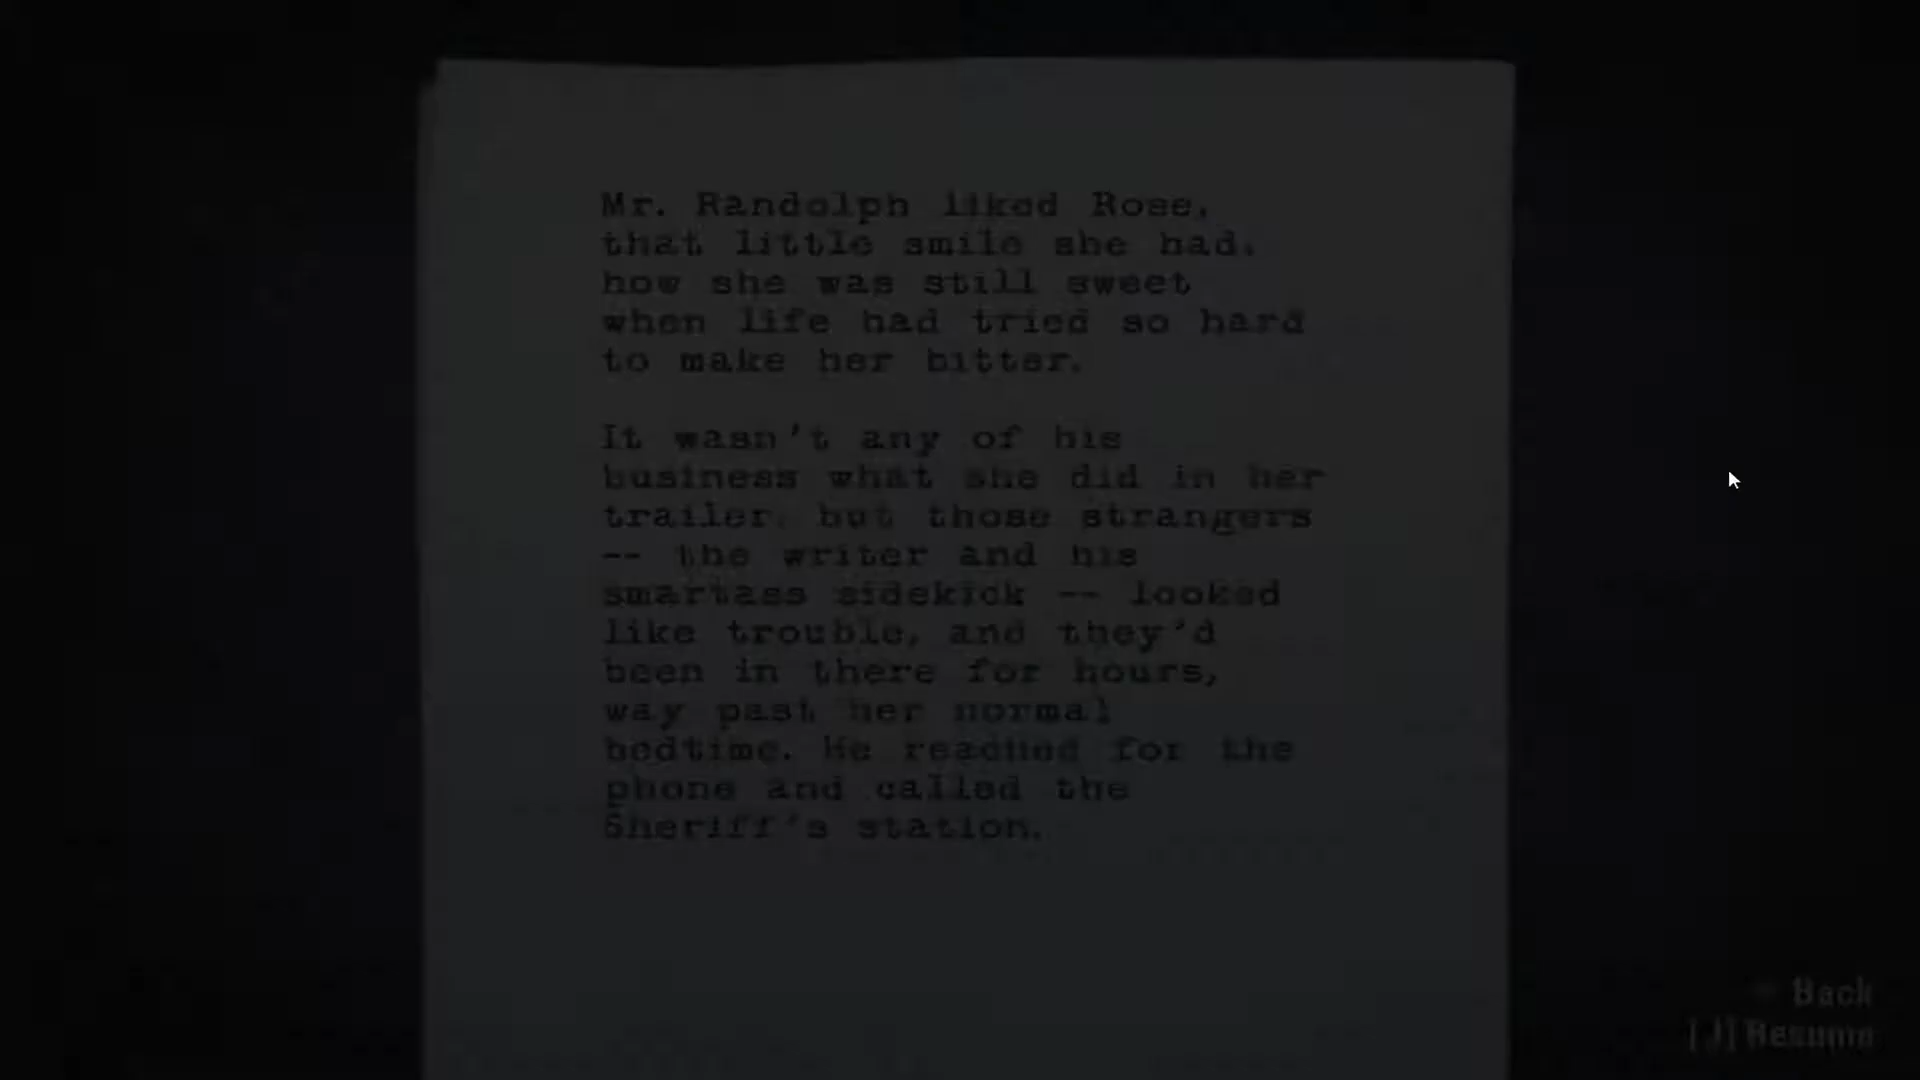 Mr. Randolph liked Rose,
that little smile she had,
how she was still sweet
when life had tried so hard
to make her bitter.
It wasn't any of his
business what she did in her
trailer, but those strangers
-- the writer and his
smartass sidekick -- looked
like trouble, and they'd
been in there for hours,
way past her normal
bedtime. He reached for the
phone and called the
Sheriff's station.
Back
[J] Resume